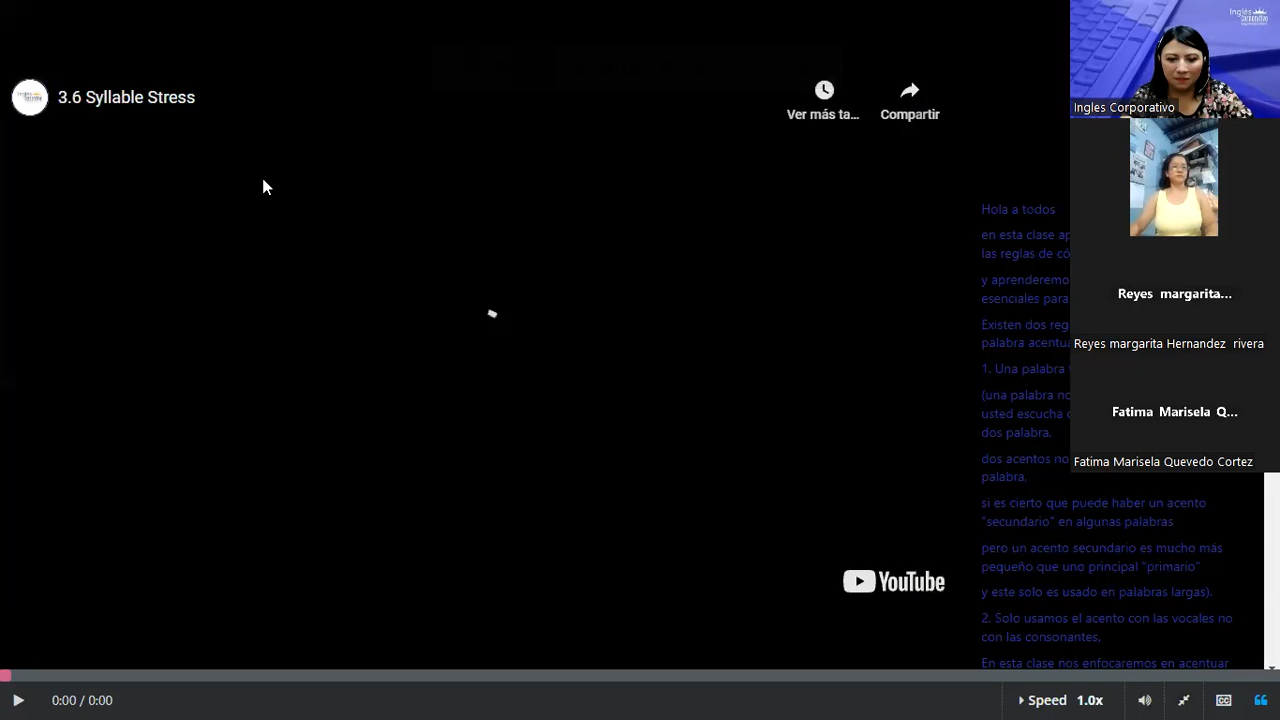 3.6 Syllable Stress
Ver más ta...
Compartir
Inglés
Corporativo
Ingles Corporativo
Reyes margarita...
Reyes margarita Hernandez rivera
Fatima Marisela Q...
Fatima Marisela Quevedo Cortez
Hola a todos
en esta clase ap
las reglas de có
y aprenderemo
esenciales para
Existen dos reg
palabra acentua
1. Una palabra
(una palabra no
usted escucha
dos palabra,
dos acentos no
palabra,
si es cierto que puede haber un acento
"secundario" en algunas palabras
pero un acento secundario es mucho más
pequeño que uno principal "primario"
y este solo es usado en palabras largas).
2. Solo usamos el acento con las vocales no
con las consonantes.
En esta clase nos enfocaremos en acentuar
YouTube
0:00 / 0:00
Speed 1.0x
CC